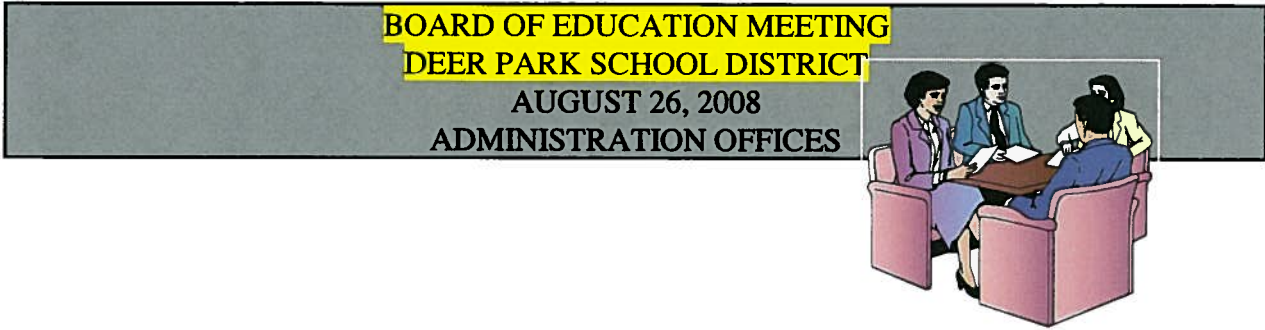 BOARD OF EDUCATION MEETING
DEER PARK SCHOOL DISTRICT
AUGUST 26, 2008
ADMINISTRATION OFFICES